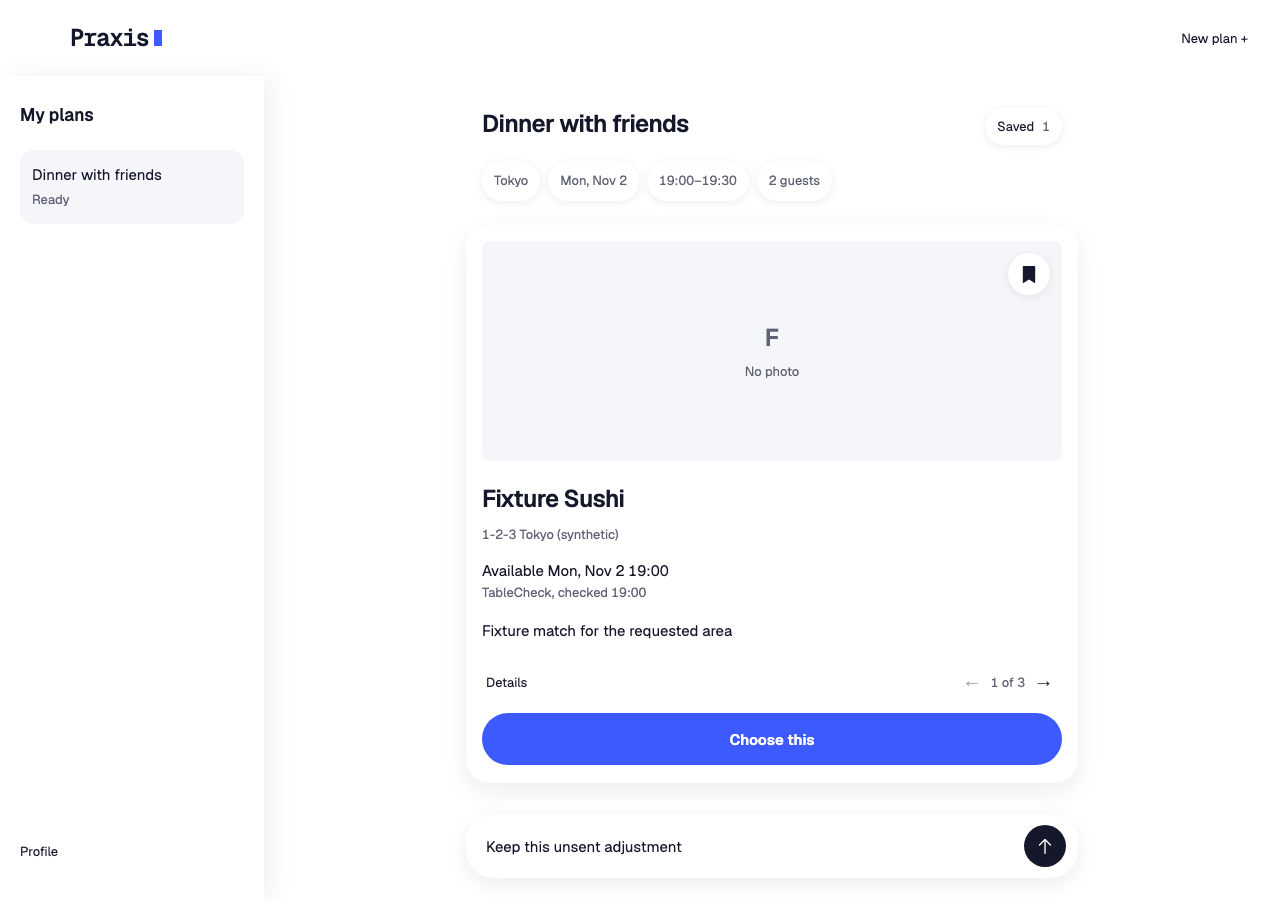 Praxis
New plan +
My plans
Dinner with friends
Ready
Profile
Dinner with friends
Saved 1
Tokyo
Mon, Nov 2
19:00–19:30
2 guests
F
No photo
Fixture Sushi
1-2-3 Tokyo (synthetic)
Available Mon, Nov 2 19:00
TableCheck, checked 19:00
Fixture match for the requested area
Details
← 1 of 3 →
Choose this
Keep this unsent adjustment